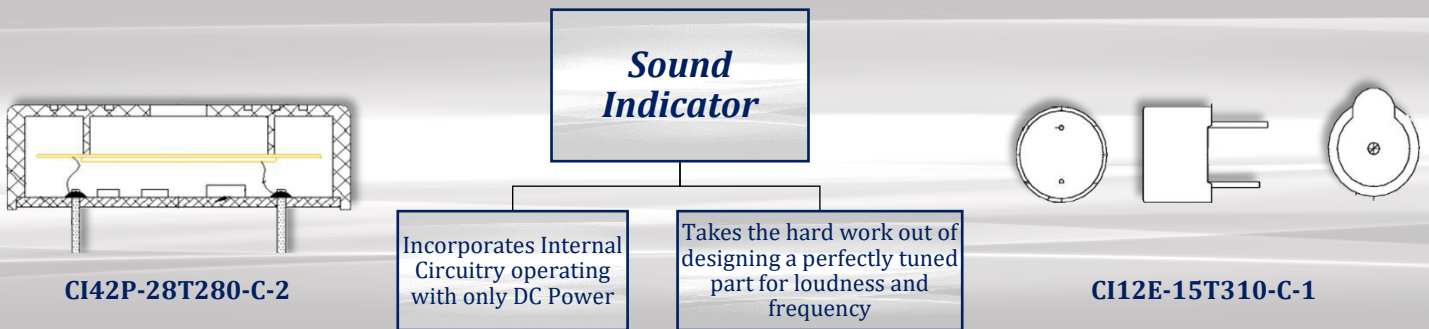 Sound
Indicator
Incorporates Internal
Circuitry operating
with only DC Power
Takes the hard work out of
designing a perfectly tuned
part for loudness and
frequency
CI42P-28T280-C-2
CI12E-15T310-C-1